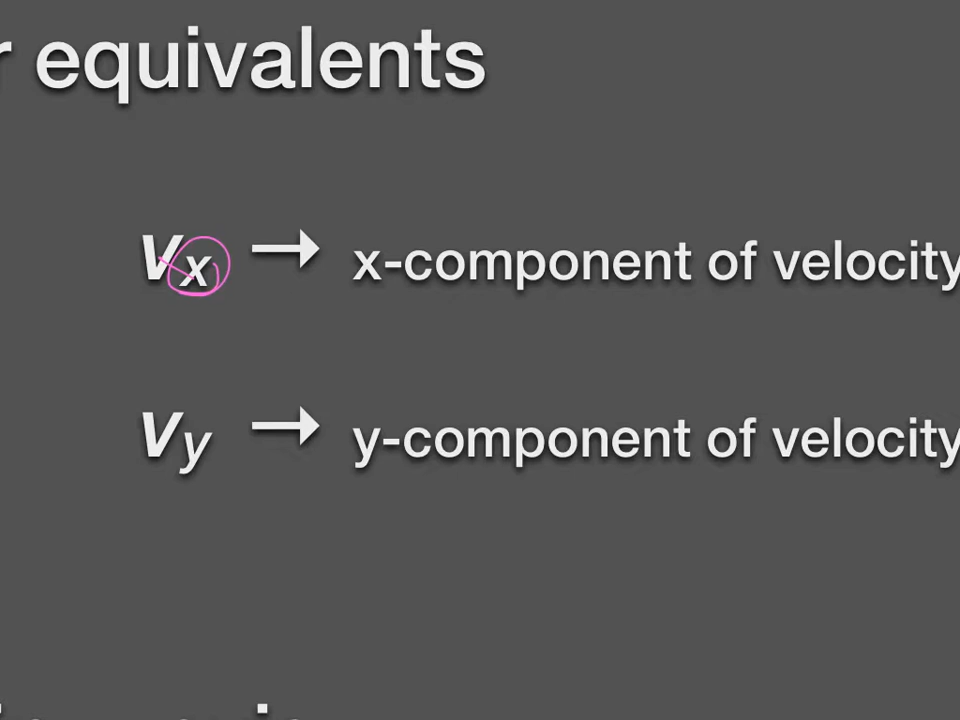 r equivalents
vx → x-component of velocity
vy → y-component of velocity